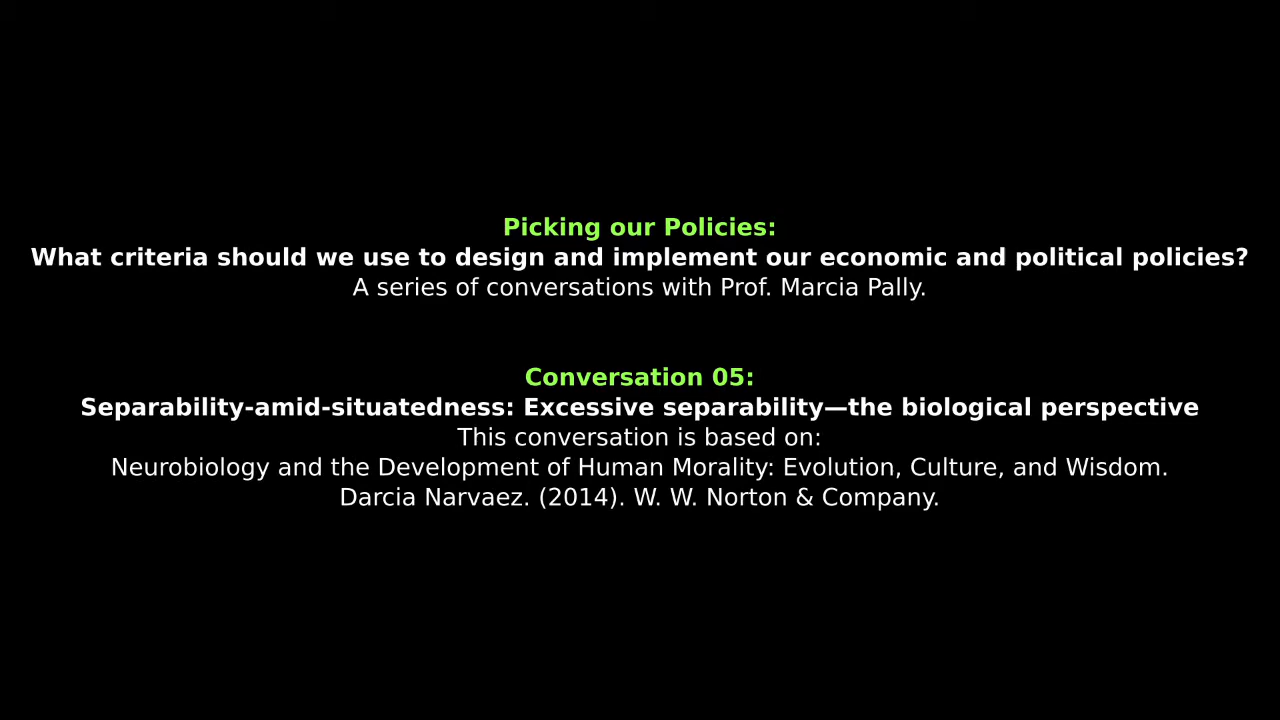 Picking our Policies:
What criteria should we use to design and implement our economic and political policies?
A series of conversations with Prof. Marcia Pally.
Conversation 05:
Separability-amid-situatedness: Excessive separability—the biological perspective
This conversation is based on:
Neurobiology and the Development of Human Morality: Evolution, Culture, and Wisdom.
Darcia Narvaez. (2014). W. W. Norton & Company.